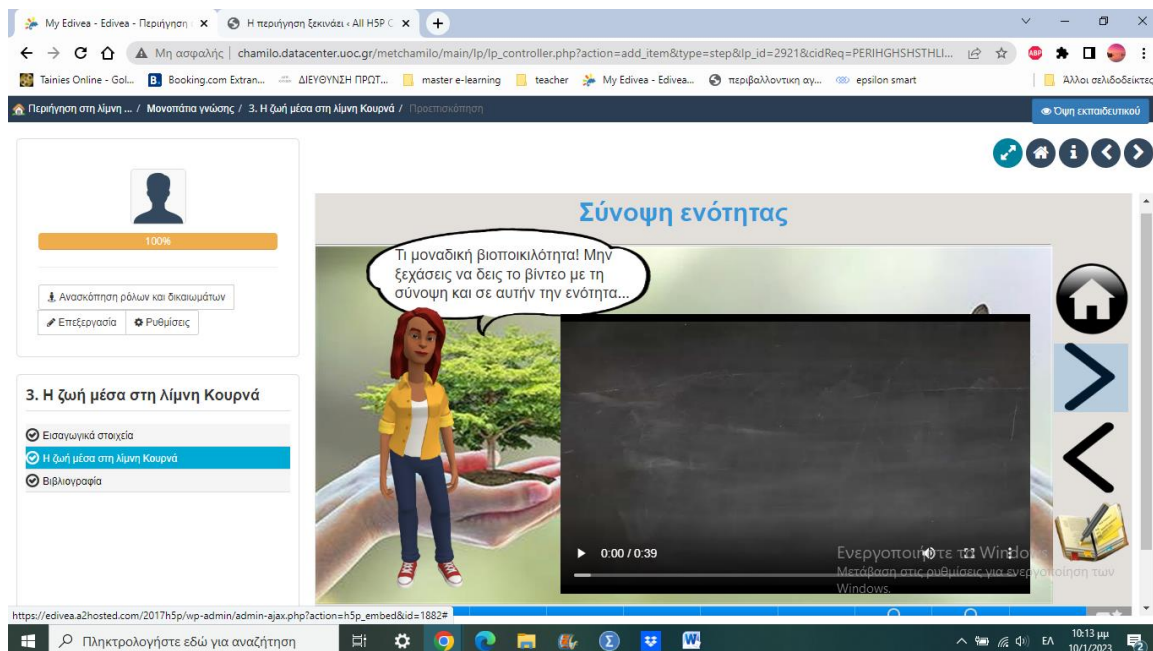 My Edivea - Edivea - Περιήγηση
Η περιήγηση ξεκινάει ‹ All H5P C
Μη ασφαλής | chamilo.datacenter.uoc.gr/metchamilo/main/lp/lp_controller.php?action=add_item&type=step&lp_id=2921&cidReq=PERIHGHSHSTHLI...
Tainies Online - Gol...
Booking.com Extran...
ΔΙΕΥΘΥΝΣΗ ΠΡΩΤ...
master e-learning
teacher
My Edivea - Edivea...
περιβαλλοντικη αγ...
epsilon smart
Άλλοι σελιδοδείκτες
Περιήγηση στη λίμνη ... / Μονοπάτια γνώσης / 3. Η ζωή μέσα στη λίμνη Κουρνά / Προεπισκόπηση
Όψη εκπαιδευτικού
100%
Ανασκόπηση ρόλων και δικαιωμάτων
Επεξεργασία
Ρυθμίσεις
3. Η ζωή μέσα στη λίμνη Κουρνά
Εισαγωγικά στοιχεία
Η ζωή μέσα στη λίμνη Κουρνά
Βιβλιογραφία
Σύνοψη ενότητας
Τι μοναδική βιοποικιλότητα! Μην
ξεχάσεις να δεις το βίντεο με τη
σύνοψη και σε αυτήν την ενότητα...
0:00 / 0:39
Ενεργοποιήστε τα Windows
Μετάβαση στις ρυθμίσεις για ενεργοποίηση των
Windows.
https://edivea.a2hosted.com/2017h5p/wp-admin/admin-ajax.php?action=h5p_embed&id=1882#
Πληκτρολογήστε εδώ για αναζήτηση
ΕΛ
10:13 μμ
10/1/2023